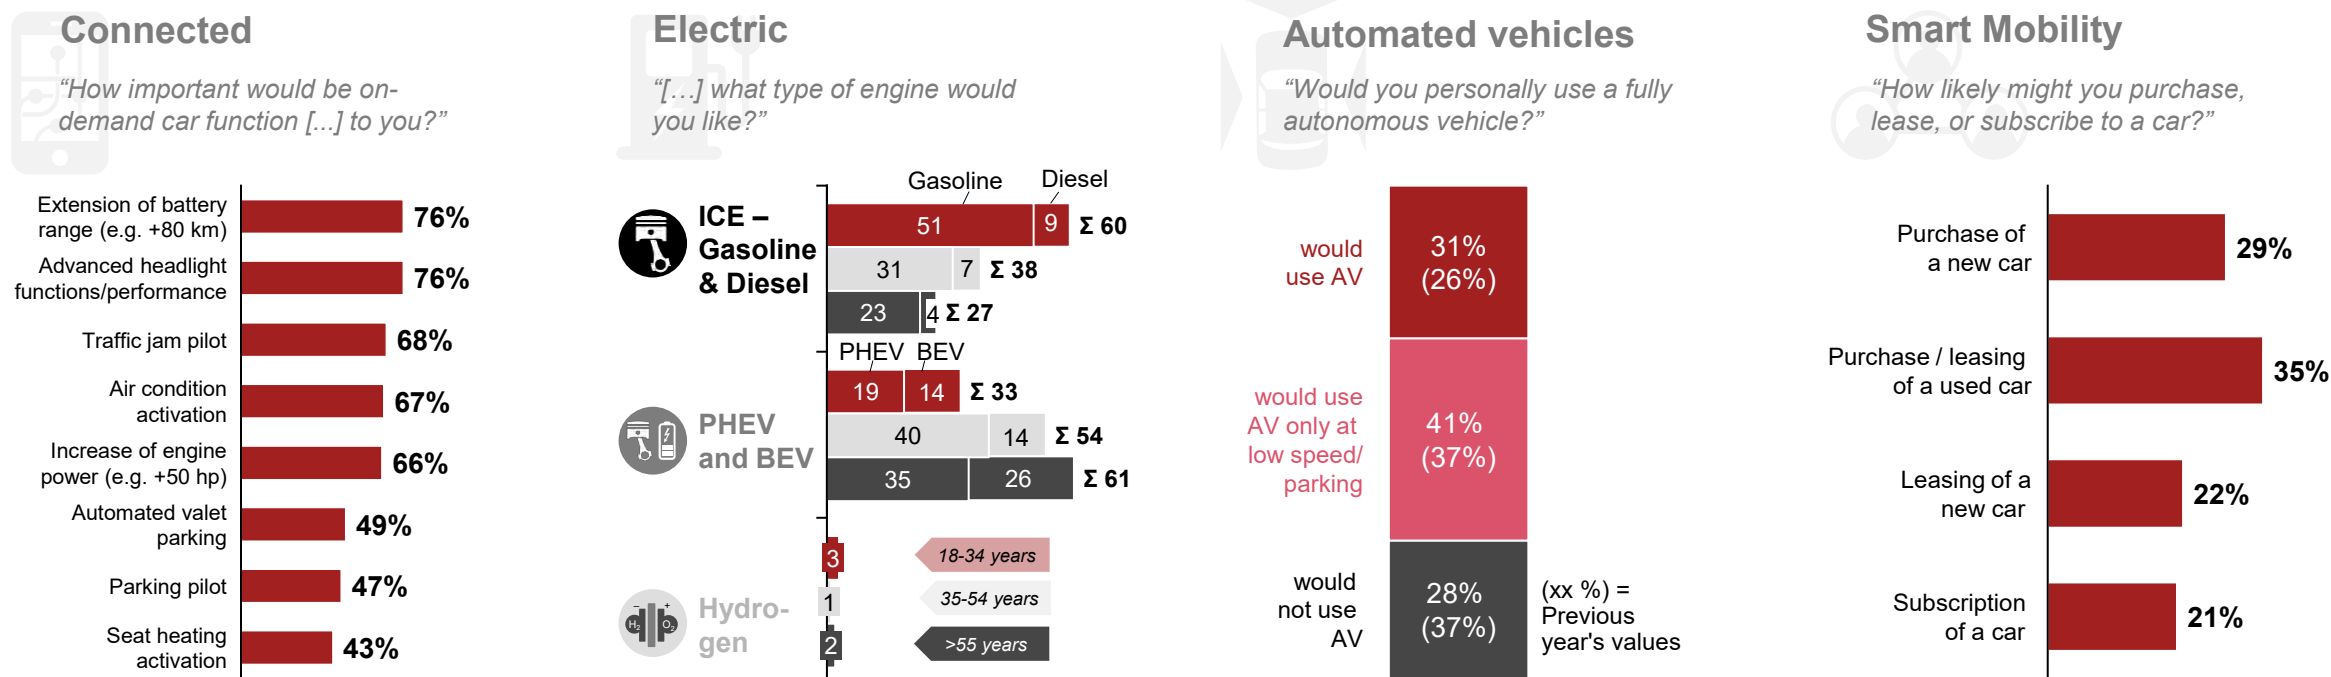 Connected
“How important would be on-
demand car function [...] to you?”
Extension of battery
range (e.g. +80 km)
76%
Advanced headlight
functions/performance
76%
Traffic jam pilot
68%
Air condition
activation
67%
Increase of engine
power (e.g. +50 hp)
66%
Automated valet
parking
49%
Parking pilot
47%
Seat heating
activation
43%
Electric
“[…] what type of engine would
you like?”
Gasoline Diesel
ICE –
Gasoline
& Diesel
51 9 Σ 60
31 7 Σ 38
23 4 Σ 27
PHEV BEV
PHEV
and BEV
19 14 Σ 33
40 14 Σ 54
35 26 Σ 61
H₂ − + O₂
Hydro-
gen
3
1
2
18-34 years
35-54 years
>55 years
Automated vehicles
“Would you personally use a fully
autonomous vehicle?”
would
use AV
31%
(26%)
would use
AV only at
low speed/
parking
41%
(37%)
would
not use
AV
28%
(37%)
(xx %) =
Previous
year's values
Smart Mobility
“How likely might you purchase,
lease, or subscribe to a car?”
Purchase of
a new car
29%
Purchase / leasing
of a used car
35%
Leasing of a
new car
22%
Subscription
of a car
21%